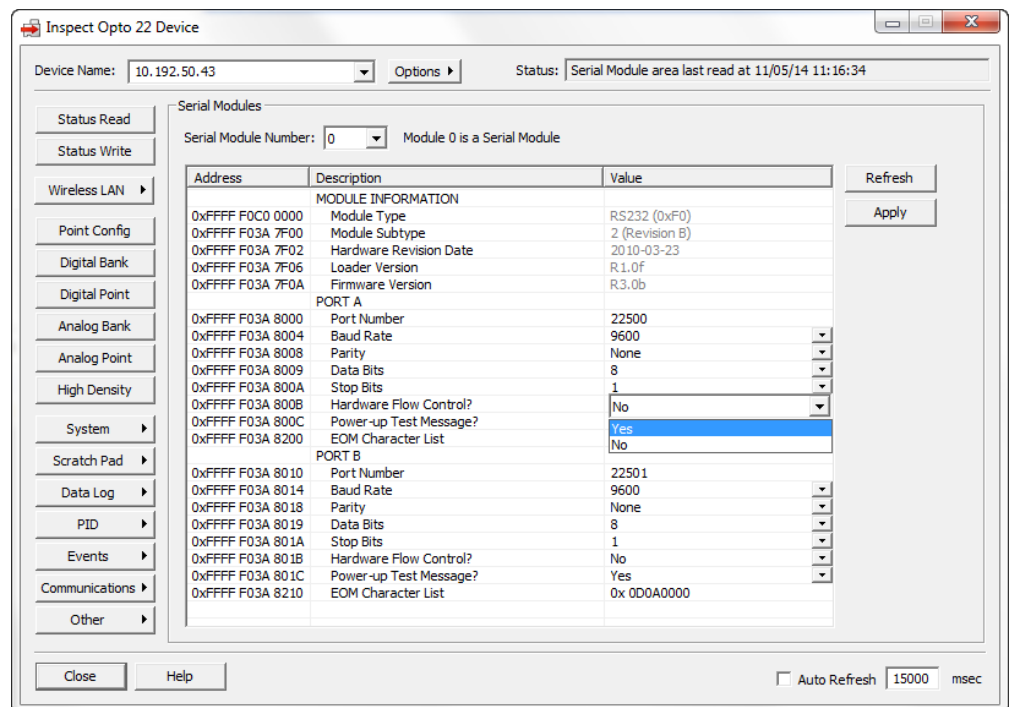 Inspect Opto 22 Device
Device Name: 10.192.50.43 Options Status: Serial Module area last read at 11/05/14 11:16:34
Status Read
Status Write
Wireless LAN
Point Config
Digital Bank
Digital Point
Analog Bank
Analog Point
High Density
System
Scratch Pad
Data Log
PID
Events
Communications
Other
Serial Modules
Serial Module Number: 0 Module 0 is a Serial Module
Address Description Value
MODULE INFORMATION
0xFFFF F0C0 0000 Module Type RS232 (0xF0)
0xFFFF F03A 7F00 Module Subtype 2 (Revision B)
0xFFFF F03A 7F02 Hardware Revision Date 2010-03-23
0xFFFF F03A 7F06 Loader Version R1.0f
0xFFFF F03A 7F0A Firmware Version R3.0b
PORT A
0xFFFF F03A 8000 Port Number 22500
0xFFFF F03A 8004 Baud Rate 9600
0xFFFF F03A 8008 Parity None
0xFFFF F03A 8009 Data Bits 8
0xFFFF F03A 800A Stop Bits 1
0xFFFF F03A 800B Hardware Flow Control? No
0xFFFF F03A 800C Power-up Test Message? Yes
0xFFFF F03A 8200 EOM Character List No
PORT B
0xFFFF F03A 8010 Port Number 22501
0xFFFF F03A 8014 Baud Rate 9600
0xFFFF F03A 8018 Parity None
0xFFFF F03A 8019 Data Bits 8
0xFFFF F03A 801A Stop Bits 1
0xFFFF F03A 801B Hardware Flow Control? No
0xFFFF F03A 801C Power-up Test Message? Yes
0xFFFF F03A 8210 EOM Character List 0x 0D0A0000
Refresh
Apply
Close Help Auto Refresh 15000 msec